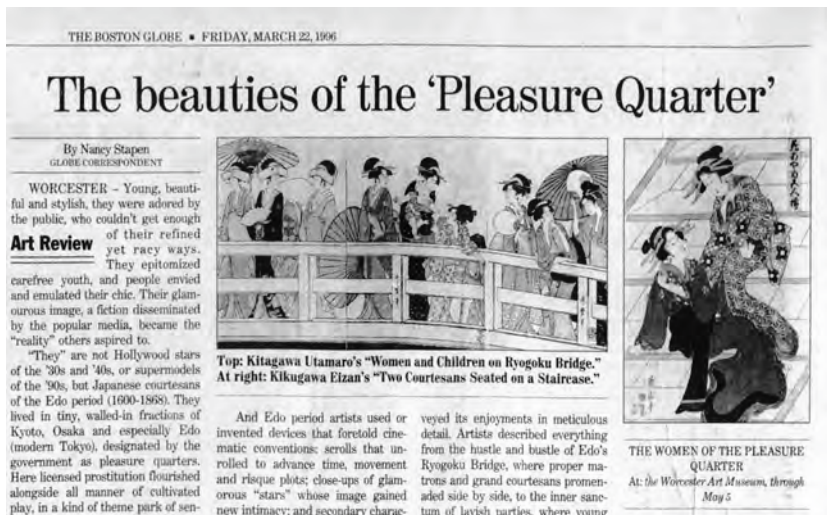 THE BOSTON GLOBE • FRIDAY, MARCH 22, 1996
The beauties of the 'Pleasure Quarter'
By Nancy Stapen
GLOBE CORRESPONDENT
WORCESTER – Young, beauti-
ful and stylish, they were adored by
the public, who couldn't get enough
Art Review
of their refined
yet racy ways.
They epitomized
carefree youth, and people envied
and emulated their chic. Their glam-
ourous image, a fiction disseminated
by the popular media, became the
"reality" others aspired to.
"They" are not Hollywood stars
of the '30s and '40s, or supermodels
of the '90s, but Japanese courtesans
of the Edo period (1600-1868). They
lived in tiny, walled-in fractions of
Kyoto, Osaka and especially Edo
(modern Tokyo), designated by the
government as pleasure quarters.
Here licensed prostitution flourished
alongside all manner of cultivated
play, in a kind of theme park of sen-
Top: Kitagawa Utamaro's "Women and Children on Ryogoku Bridge."
At right: Kikugawa Eizan's "Two Courtesans Seated on a Staircase."
And Edo period artists used or
invented devices that foretold cine-
matic conventions: scrolls that un-
rolled to advance time, movement
and risque plots; close-ups of glam-
orous "stars" whose image gained
new intimacy; and secondary charac-
veyed its enjoyments in meticulous
detail. Artists described everything
from the hustle and bustle of Edo's
Ryogoku Bridge, where proper ma-
trons and grand courtesans promen-
aded side by side, to the inner sanc-
tum of lavish parties, where young
THE WOMEN OF THE PLEASURE
QUARTER
At: the Worcester Art Museum, through
May 5